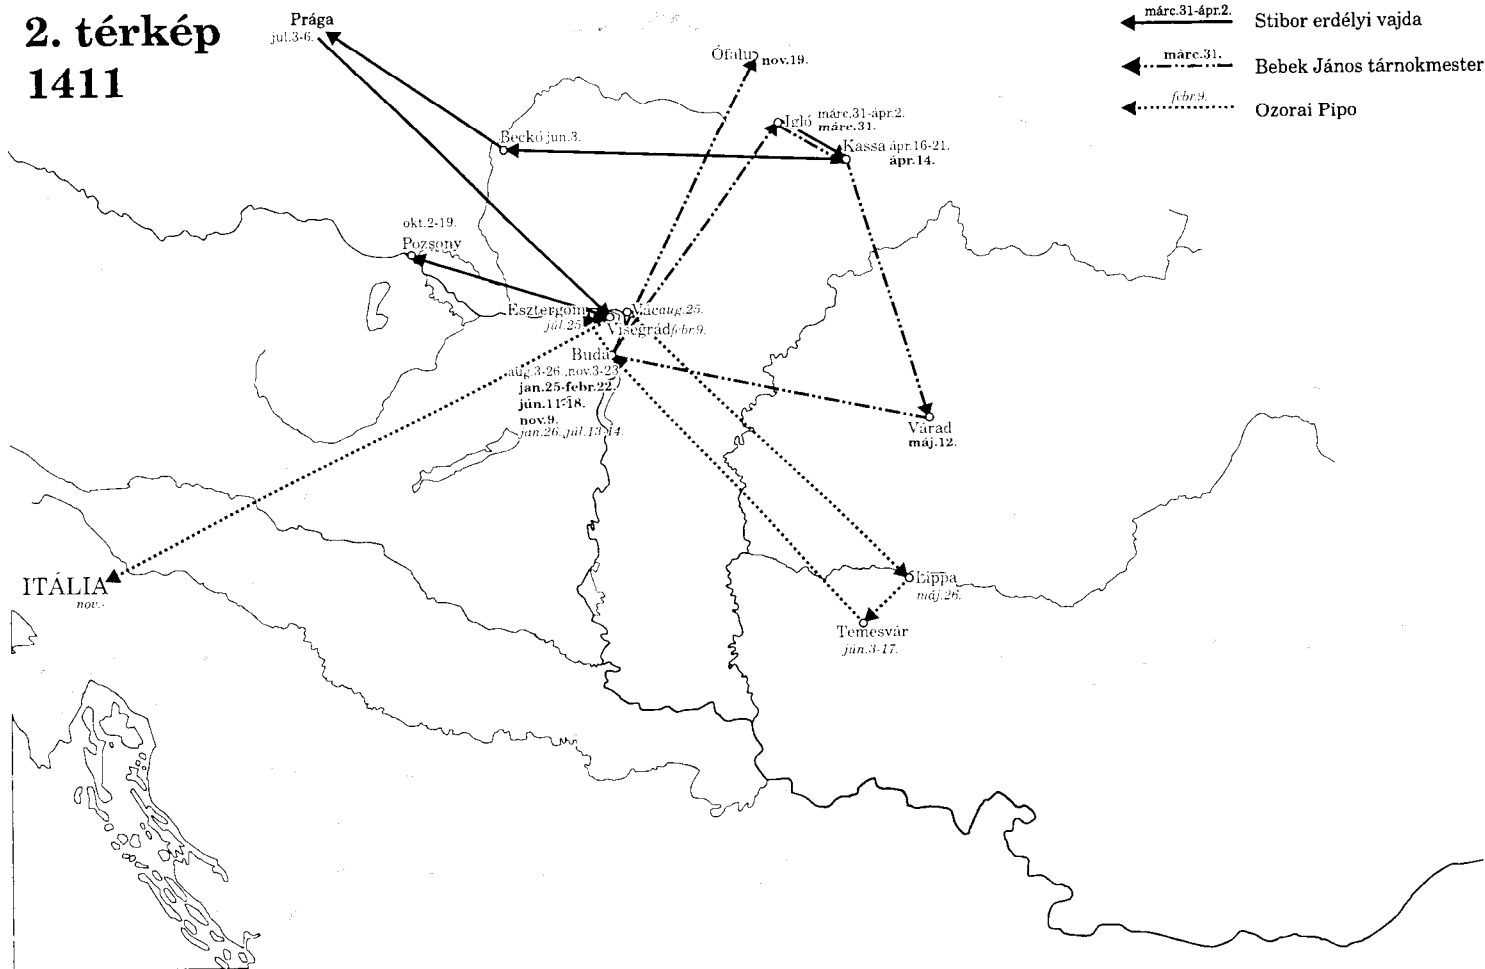 2. térkép
1411
márc.31-ápr.2.
Stibor erdélyi vajda
márc.31.
Bebek János tárnokmester
febr.9.
Ozorai Pipo
Prága
jul.3-6.
Ófalu
nov.19.
Igló
márc.31-ápr.2.
márc.31.
Beckó jun.3.
Kassa ápr.16-21.
ápr.14.
okt.2-19.
Pozsony
Esztergom
júl.25
Vác aug.25.
Visegrád febr.9.
Buda
aug.3-26.,nov.3-23
jan.25-febr.22.
jún.11-18.
nov.9.
jan.26.,júl.13-14.
Várad
máj.12.
ITÁLIA
nov.-
Lippa
máj.26.
Temesvár
jún.3-17.